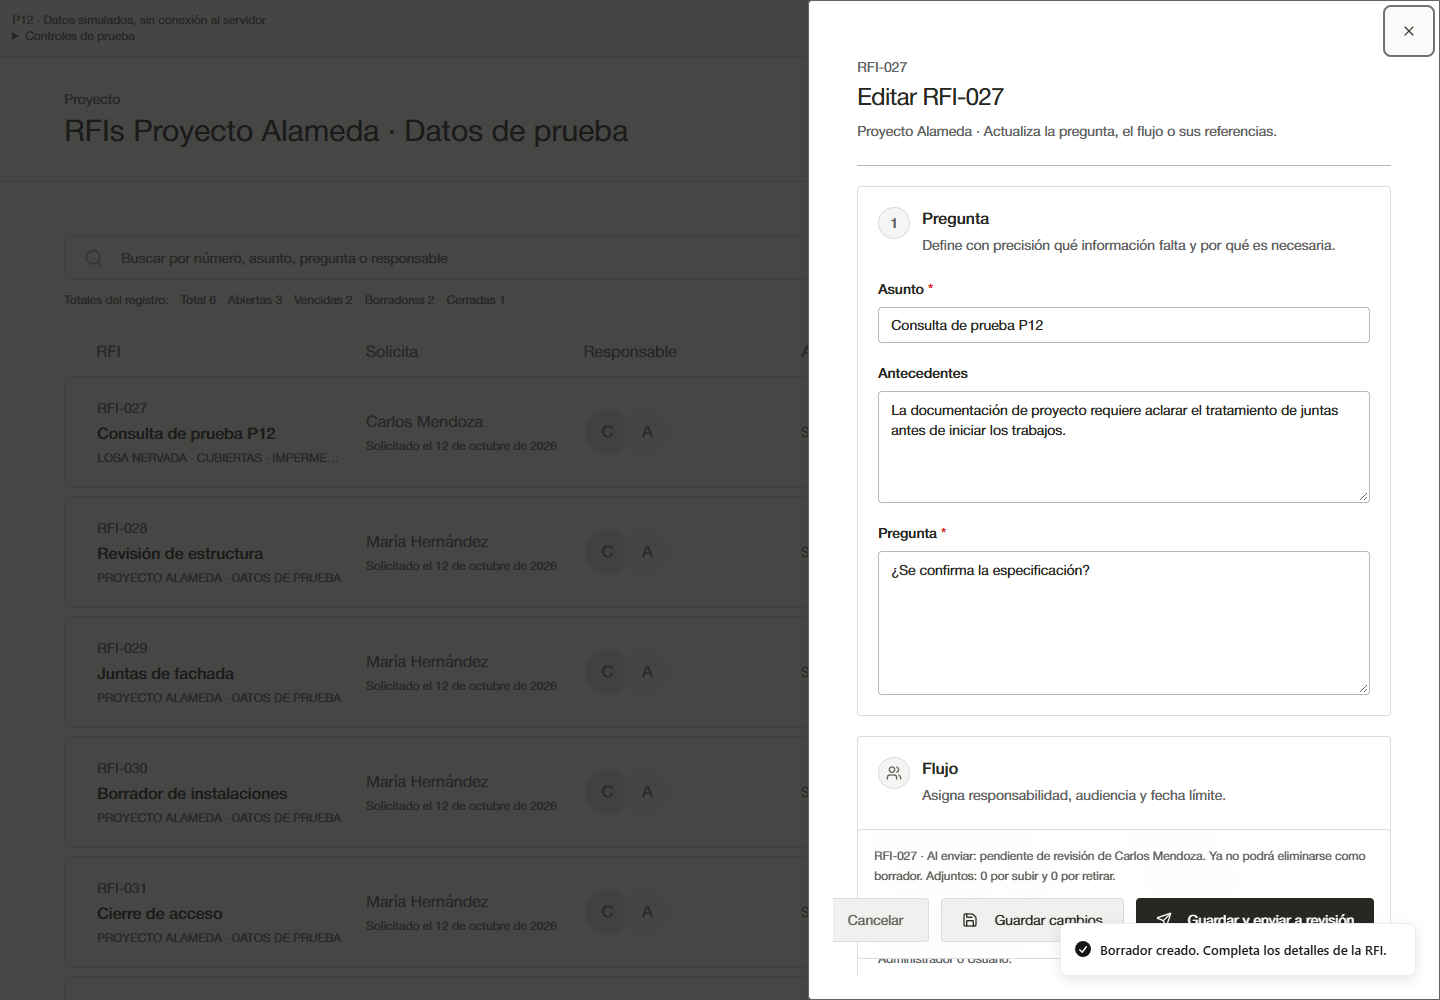 P12 · Datos simulados, sin conexión al servidor
Controles de prueba
Proyecto
RFIs Proyecto Alameda · Datos de prueba
Buscar por número, asunto, pregunta o responsable
Totales del registro: Total 6 Abiertas 3 Vencidas 2 Borradores 2 Cerradas 1
RFI Solicita Responsable
RFI-027
Consulta de prueba P12
LOSA NERVADA · CUBIERTAS · IMPERME...
Carlos Mendoza
Solicitado el 12 de octubre de 2026
C A
RFI-028
Revisión de estructura
PROYECTO ALAMEDA · DATOS DE PRUEBA
María Hernández
Solicitado el 12 de octubre de 2026
C A
RFI-029
Juntas de fachada
PROYECTO ALAMEDA · DATOS DE PRUEBA
María Hernández
Solicitado el 12 de octubre de 2026
C A
RFI-030
Borrador de instalaciones
PROYECTO ALAMEDA · DATOS DE PRUEBA
María Hernández
Solicitado el 12 de octubre de 2026
C A
RFI-031
Cierre de acceso
PROYECTO ALAMEDA · DATOS DE PRUEBA
María Hernández
Solicitado el 12 de octubre de 2026
C A
RFI-027
Editar RFI-027
Proyecto Alameda · Actualiza la pregunta, el flujo o sus referencias.
1
Pregunta
Define con precisión qué información falta y por qué es necesaria.
Asunto *
Consulta de prueba P12
Antecedentes
La documentación de proyecto requiere aclarar el tratamiento de juntas
antes de iniciar los trabajos.
Pregunta *
¿Se confirma la especificación?
Flujo
Asigna responsabilidad, audiencia y fecha límite.
RFI-027 · Al enviar: pendiente de revisión de Carlos Mendoza. Ya no podrá eliminarse como
borrador. Adjuntos: 0 por subir y 0 por retirar.
Cancelar
Guardar cambios
Guardar y enviar a revisión
Administrador o Usuario.
Borrador creado. Completa los detalles de la RFI.